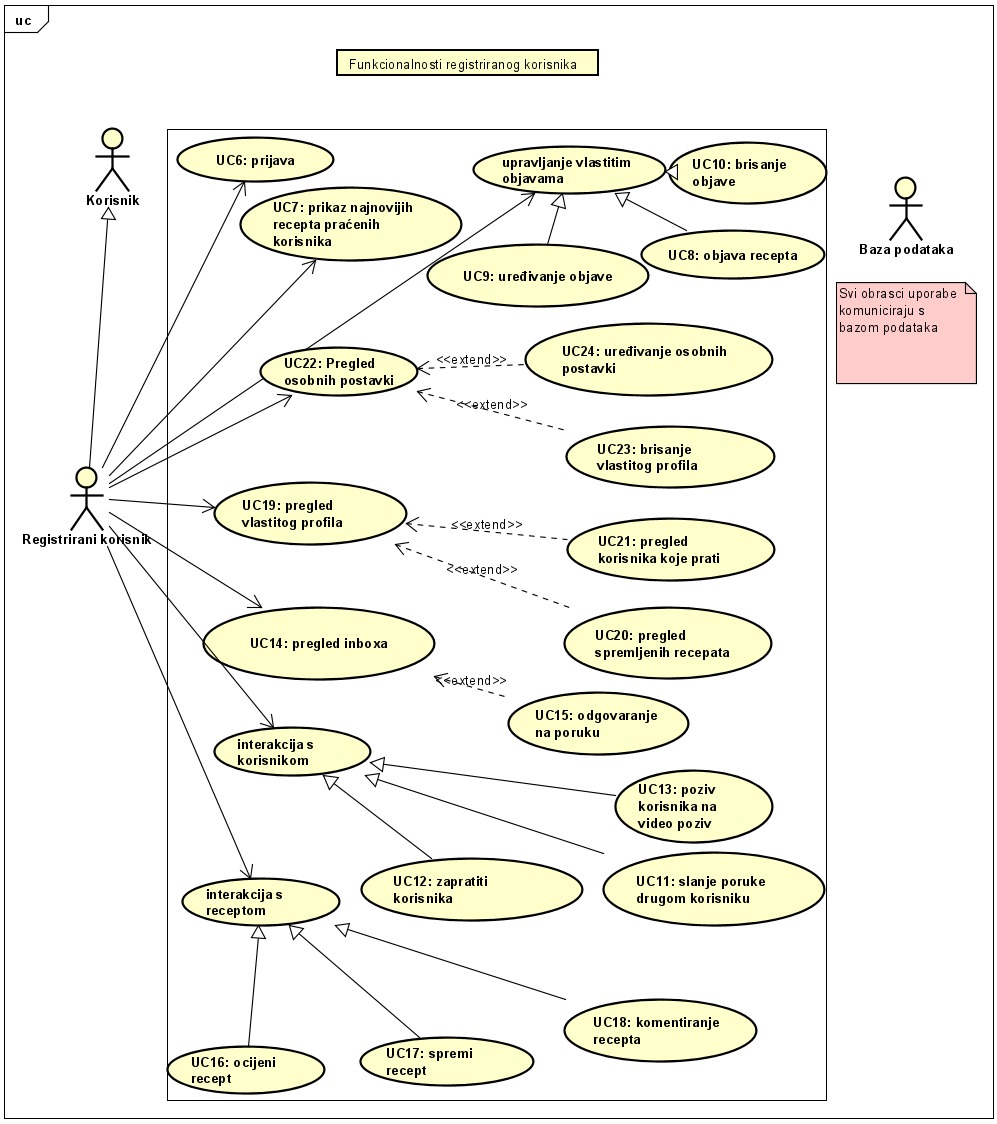 uc
Funkcionalnosti registriranog korisnika
Korisnik
Registrirani korisnik
Baza podataka
Svi obrasci uporabe
komuniciraju s
bazom podataka
UC6: prijava
UC7: prikaz najnovijih
recepta praćenih
korisnika
upravljanje vlastitim
objavama
UC10: brisanje
objave
UC9: uređivanje objave
UC8: objava recepta
UC22: Pregled
osobnih postavki
<<extend>>
UC24: uređivanje osobnih
postavki
<<extend>>
UC23: brisanje
vlastitog profila
UC19: pregled
vlastitog profila
<<extend>>
UC21: pregled
korisnika koje prati
<<extend>>
UC20: pregled
spremljenih recepata
UC14: pregled inboxa
<<extend>>
UC15: odgovaranje
na poruku
interakcija s
korisnikom
UC13: poziv
korisnika na
video poziv
UC12: zapratiti
korisnika
UC11: slanje poruke
drugom korisniku
interakcija s
receptom
UC18: komentiranje
recepta
UC16: ocijeni
recept
UC17: spremi
recept